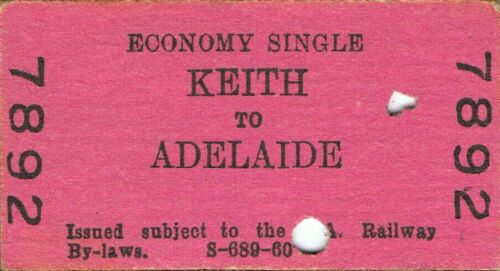 ECONOMY SINGLE
KEITH
TO
ADELAIDE
7892
7892
Issued subject to the A. Railway
By-laws. S-689-60